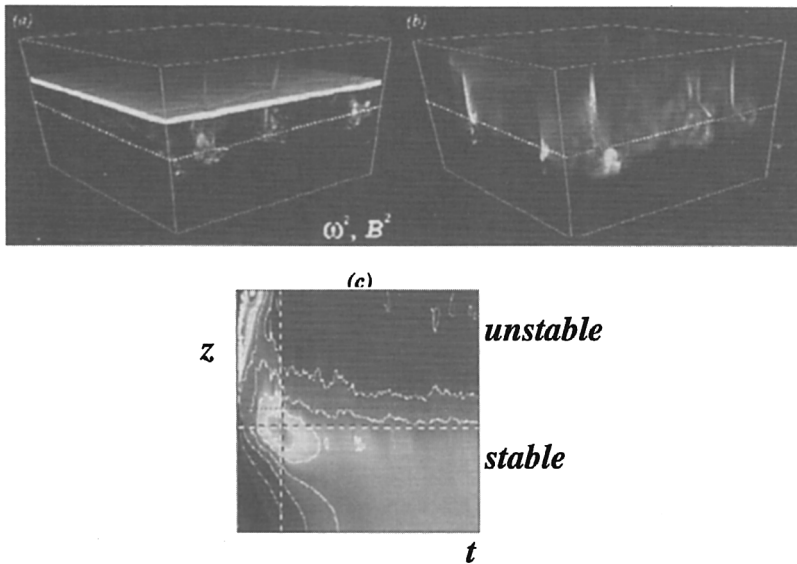 (a) (b)
ω², B²
(c)
z
unstable
stable
t